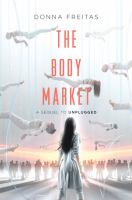 DONNA FREITAS
THE
BODY
MARKET
A SEQUEL TO UNPLUGGED